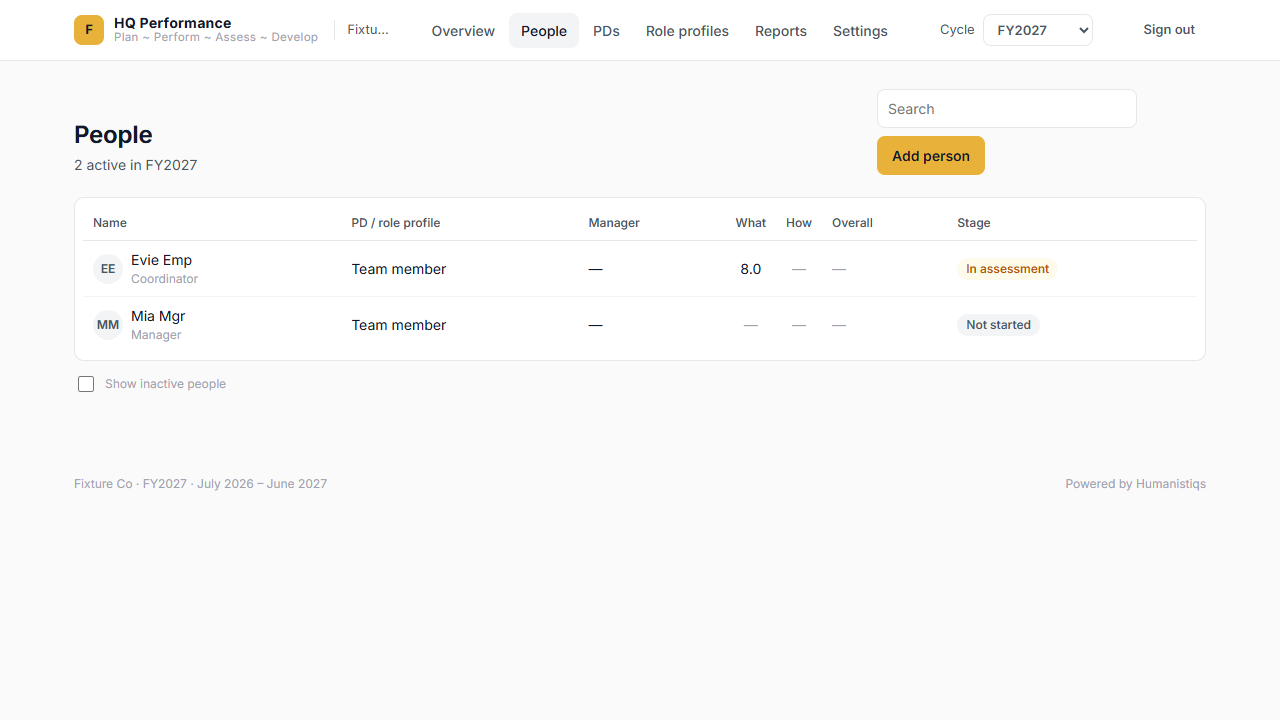 F
HQ Performance
Plan ~ Perform ~ Assess ~ Develop
Fixtu...
Overview
People
PDs
Role profiles
Reports
Settings
Cycle
FY2027
Sign out
People
2 active in FY2027
Search
Add person
Name PD / role profile Manager What How Overall Stage
EE Evie Emp Team member — 8.0 — — In assessment
Coordinator
MM Mia Mgr Team member — — — — Not started
Manager
Show inactive people
Fixture Co · FY2027 · July 2026 – June 2027
Powered by Humanistiqs